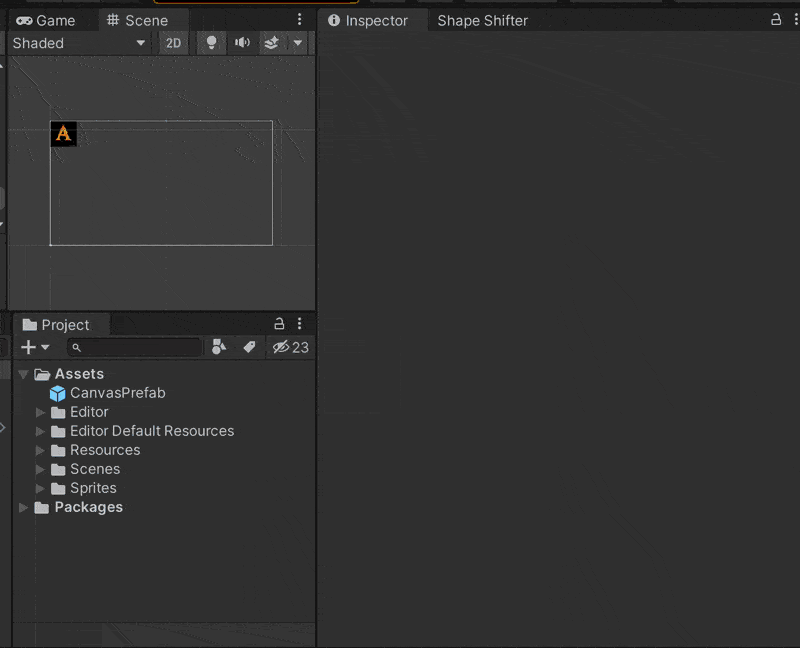 Game
Scene
Inspector
Shape Shifter
Shaded
2D
A
Project
23
Assets
CanvasPrefab
Editor
Editor Default Resources
Resources
Scenes
Sprites
Packages